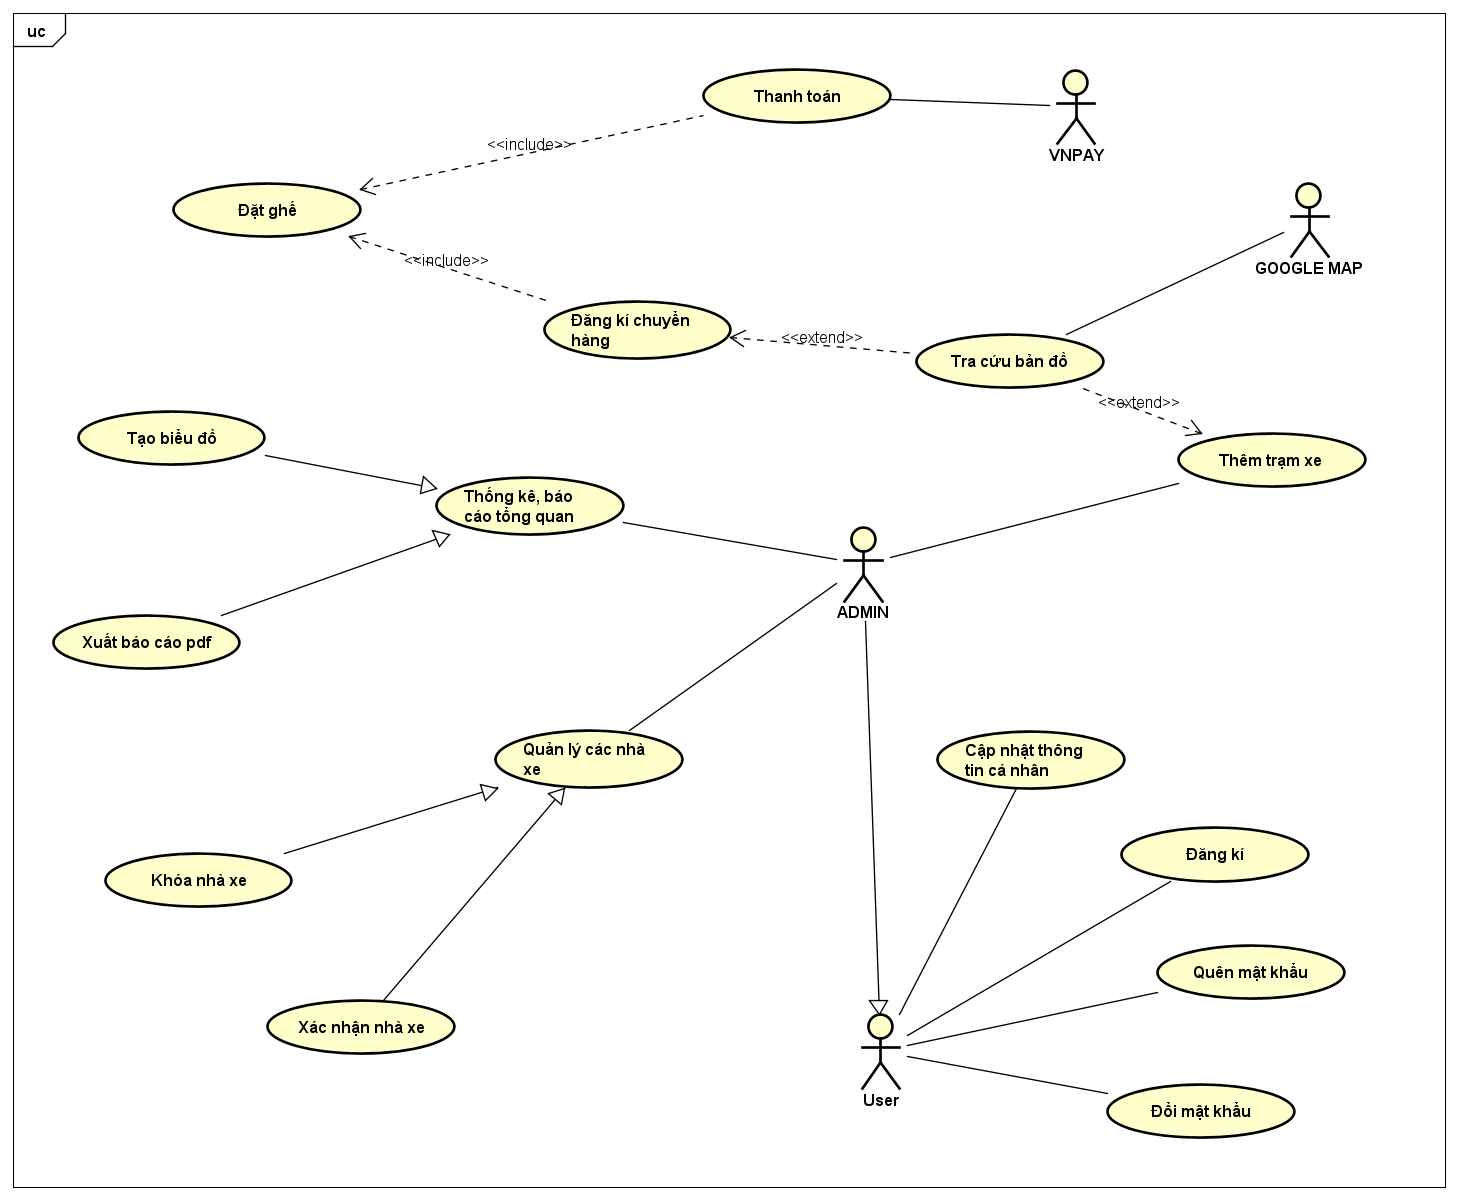 uc
Thanh toán
VNPAY
<<include>>
Đặt ghế
GOOGLE MAP
<<include>>
Đăng kí chuyển
hàng
<<extend>>
Tra cứu bản đồ
<<extend>>
Tạo biểu đồ
Thêm trạm xe
Thống kê, báo
cáo tổng quan
ADMIN
Xuất báo cáo pdf
Quản lý các nhà
xe
Cập nhật thông
tin cá nhân
Đăng kí
Khóa nhà xe
Quên mật khẩu
Xác nhận nhà xe
User
Đổi mật khẩu